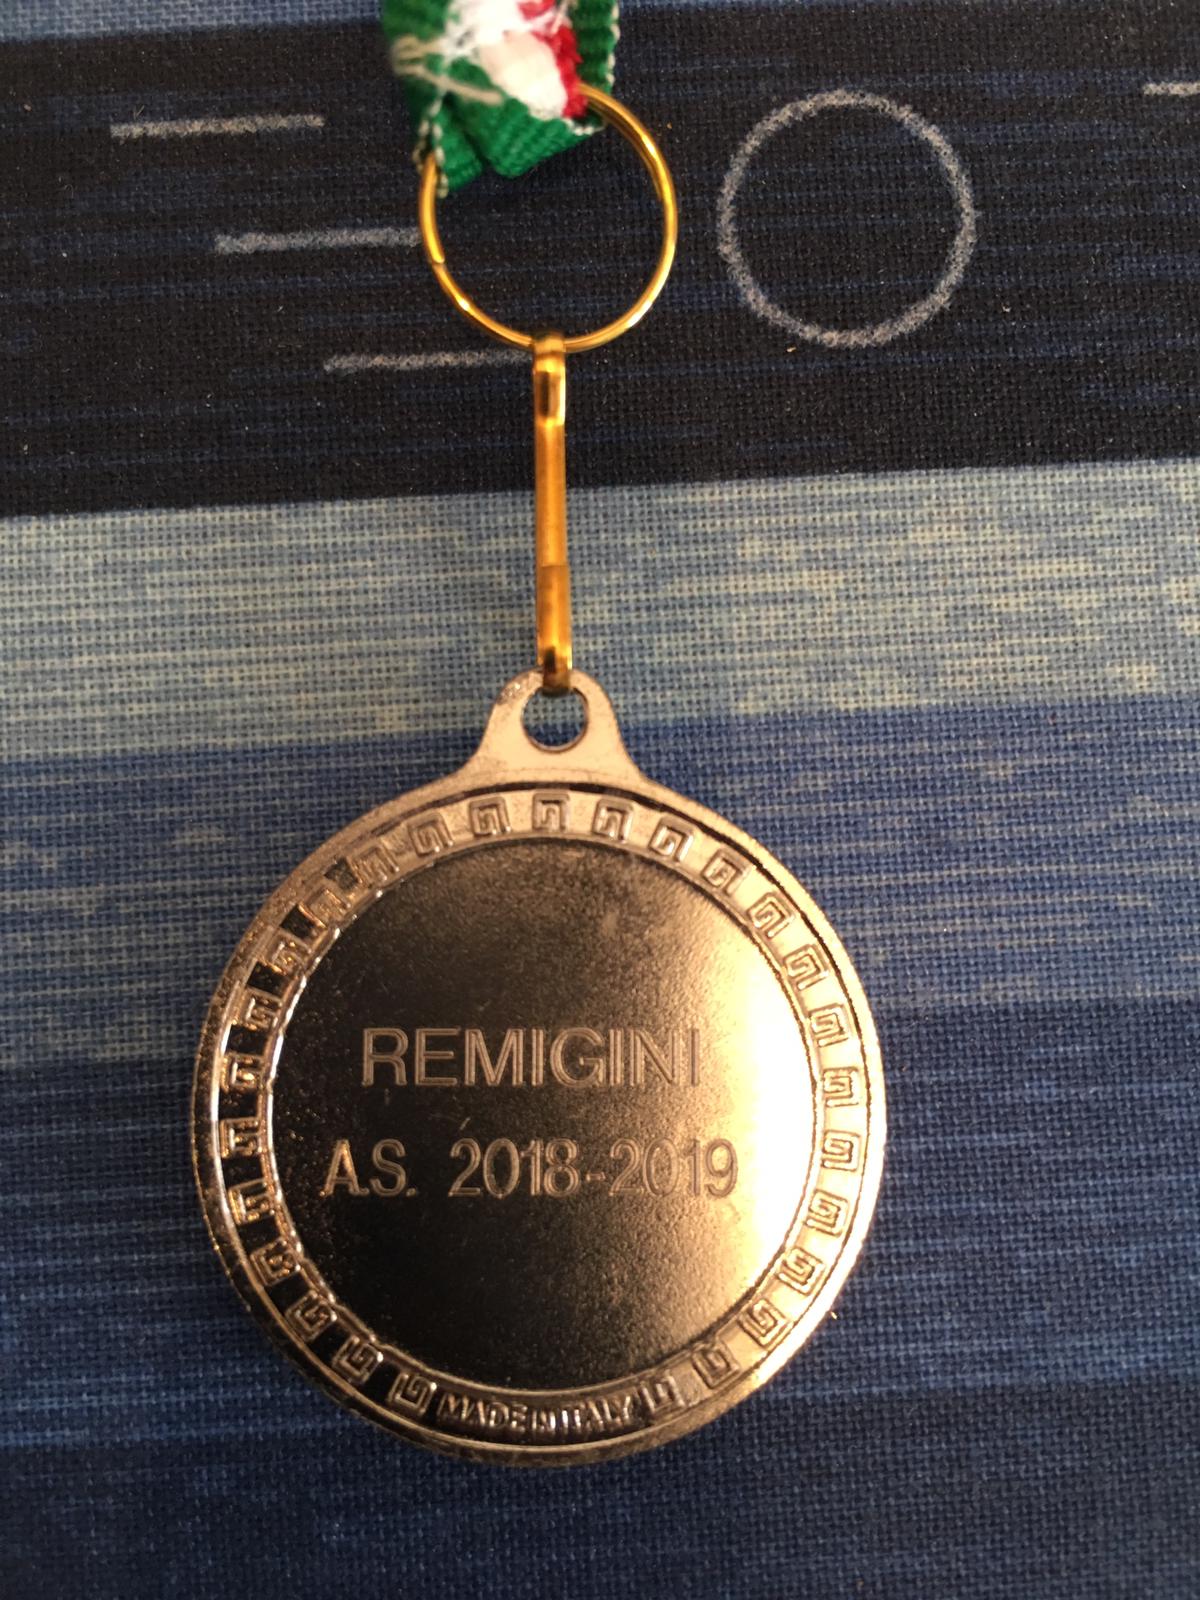 REMIGINI
A.S. 2018-2019
MADE IN ITALY